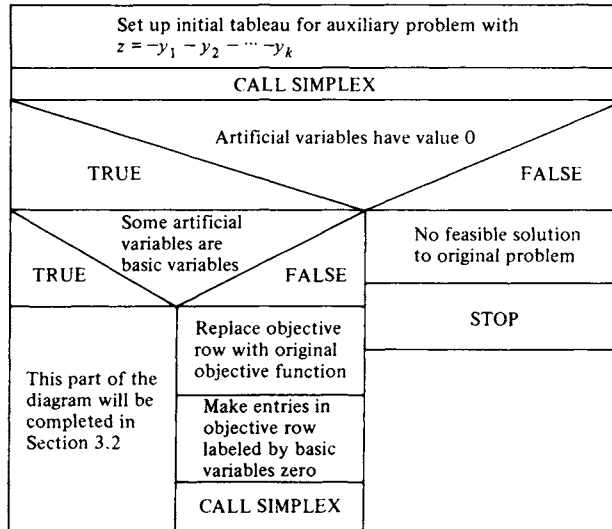 Set up initial tableau for auxiliary problem with
z = −y₁ − y₂ − ⋯ −yₖ
CALL SIMPLEX
Artificial variables have value 0
TRUE
FALSE
Some artificial
variables are
basic variables
TRUE
FALSE
No feasible solution
to original problem
STOP
This part of the
diagram will be
completed in
Section 3.2
Replace objective
row with original
objective function
Make entries in
objective row
labeled by basic
variables zero
CALL SIMPLEX